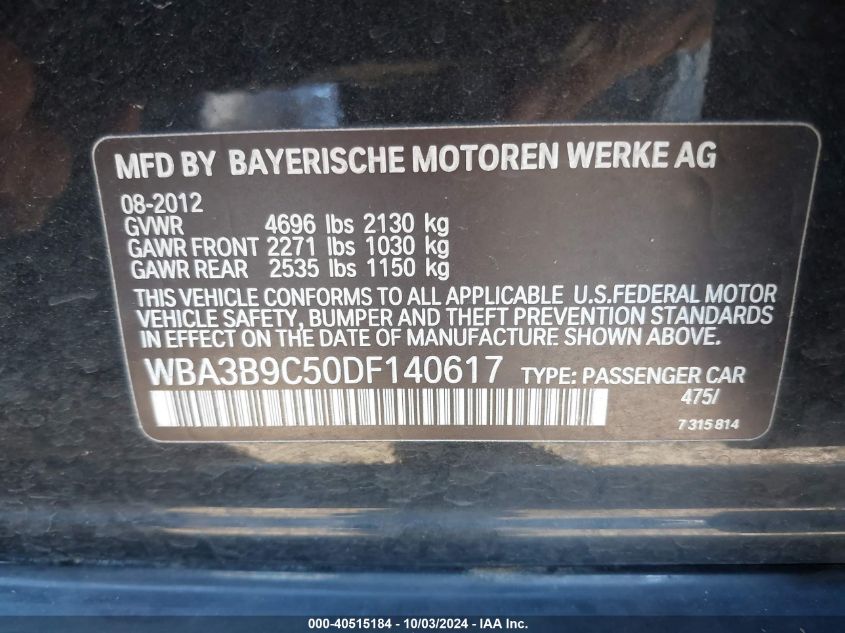 MFD BY BAYERISCHE MOTOREN WERKE AG
08-2012
GVWR 4696 lbs 2130 kg
GAWR FRONT 2271 lbs 1030 kg
GAWR REAR 2535 lbs 1150 kg
THIS VEHICLE CONFORMS TO ALL APPLICABLE U.S.FEDERAL MOTOR
VEHICLE SAFETY, BUMPER AND THEFT PREVENTION STANDARDS
IN EFFECT ON THE DATE OF MANUFACTURE SHOWN ABOVE.
WBA3B9C50DF140617 TYPE: PASSENGER CAR
475/
7 315 814
000-40515184 - 10/03/2024 - IAA Inc.